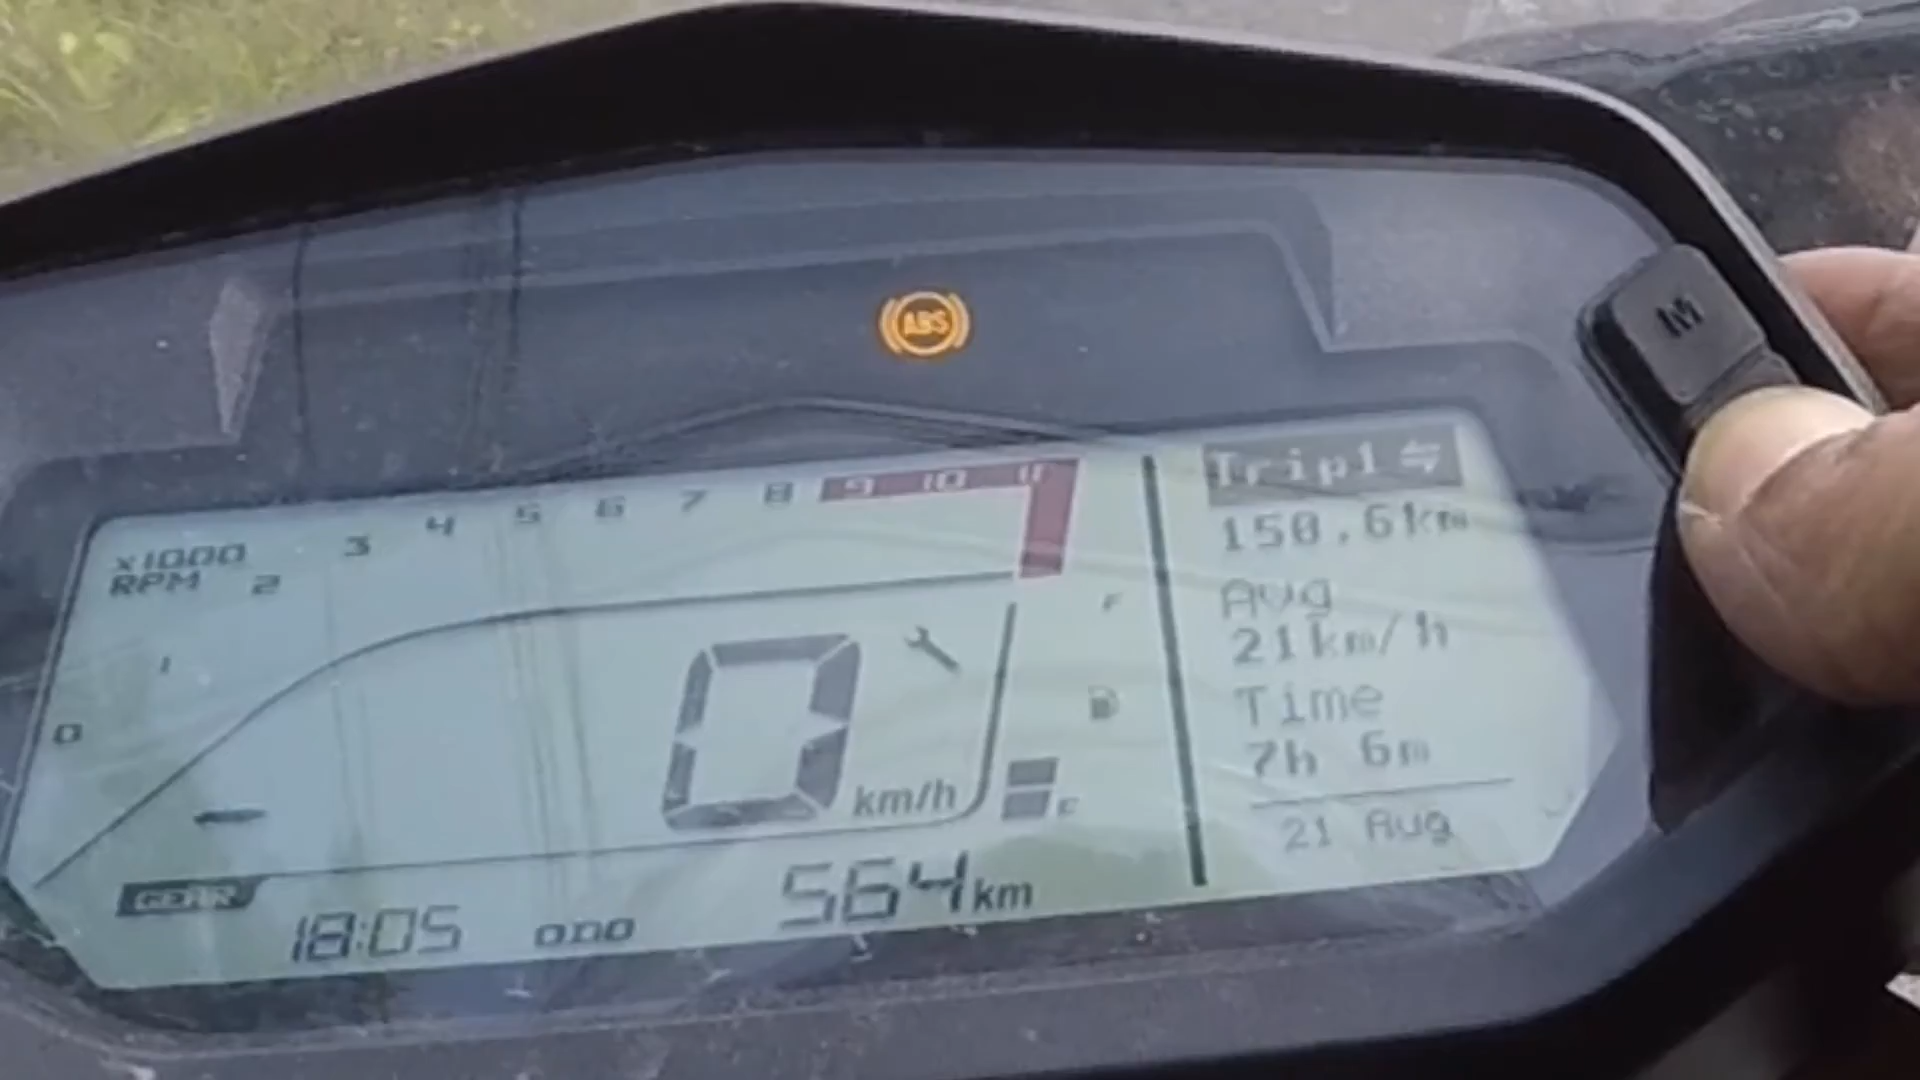 ABS
M
Trip1
150.6km
Avg
21km/h
Time
7h 6m
21 Aug
x1000
RPM
0 1 2 3 4 5 6 7 8 9 10 11
F
0 km/h
E
GEAR
18:05 ODO 564km